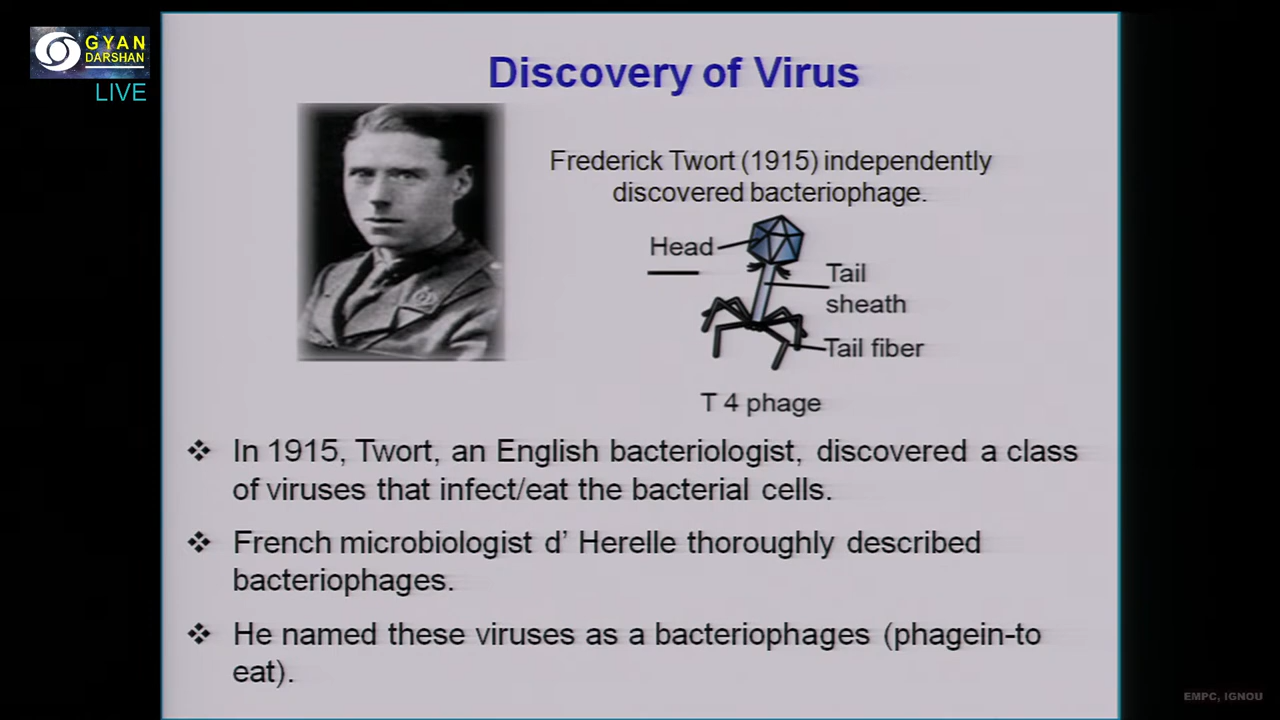 GYAN
DARSHAN
LIVE
Discovery of Virus
Frederick Twort (1915) independently
discovered bacteriophage.
Head
Tail
sheath
Tail fiber
T 4 phage
❖ In 1915, Twort, an English bacteriologist, discovered a class
of viruses that infect/eat the bacterial cells.
❖ French microbiologist d’ Herelle thoroughly described
bacteriophages.
❖ He named these viruses as a bacteriophages (phagein-to
eat).
EMPC, IGNOU